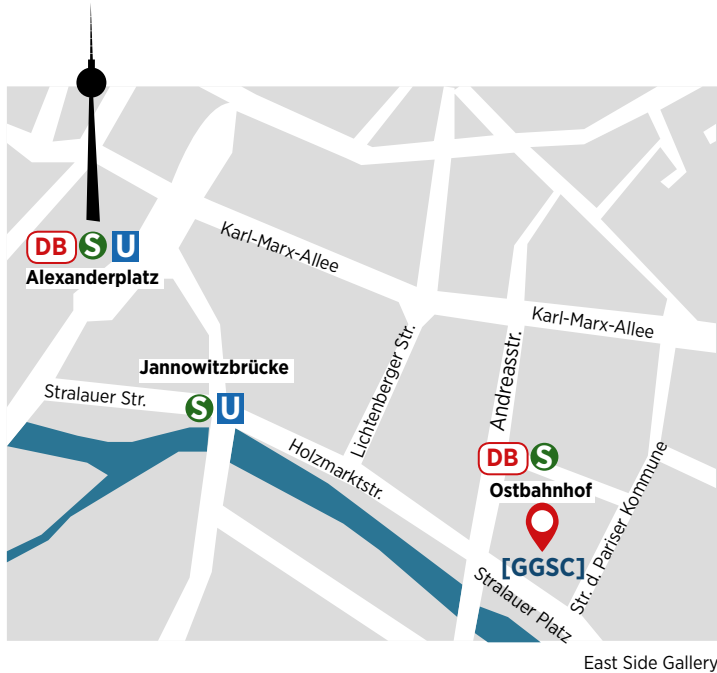 Karl-Marx-Allee
DB S U
Alexanderplatz
Karl-Marx-Allee
Lichtenberger Str.
Andreasstr.
Jannowitzbrücke
Stralauer Str.
S U
Holzmarktstr.
DB S
Ostbahnhof
Str. d. Pariser Kommune
[GGSC]
Stralauer Platz
East Side Gallery